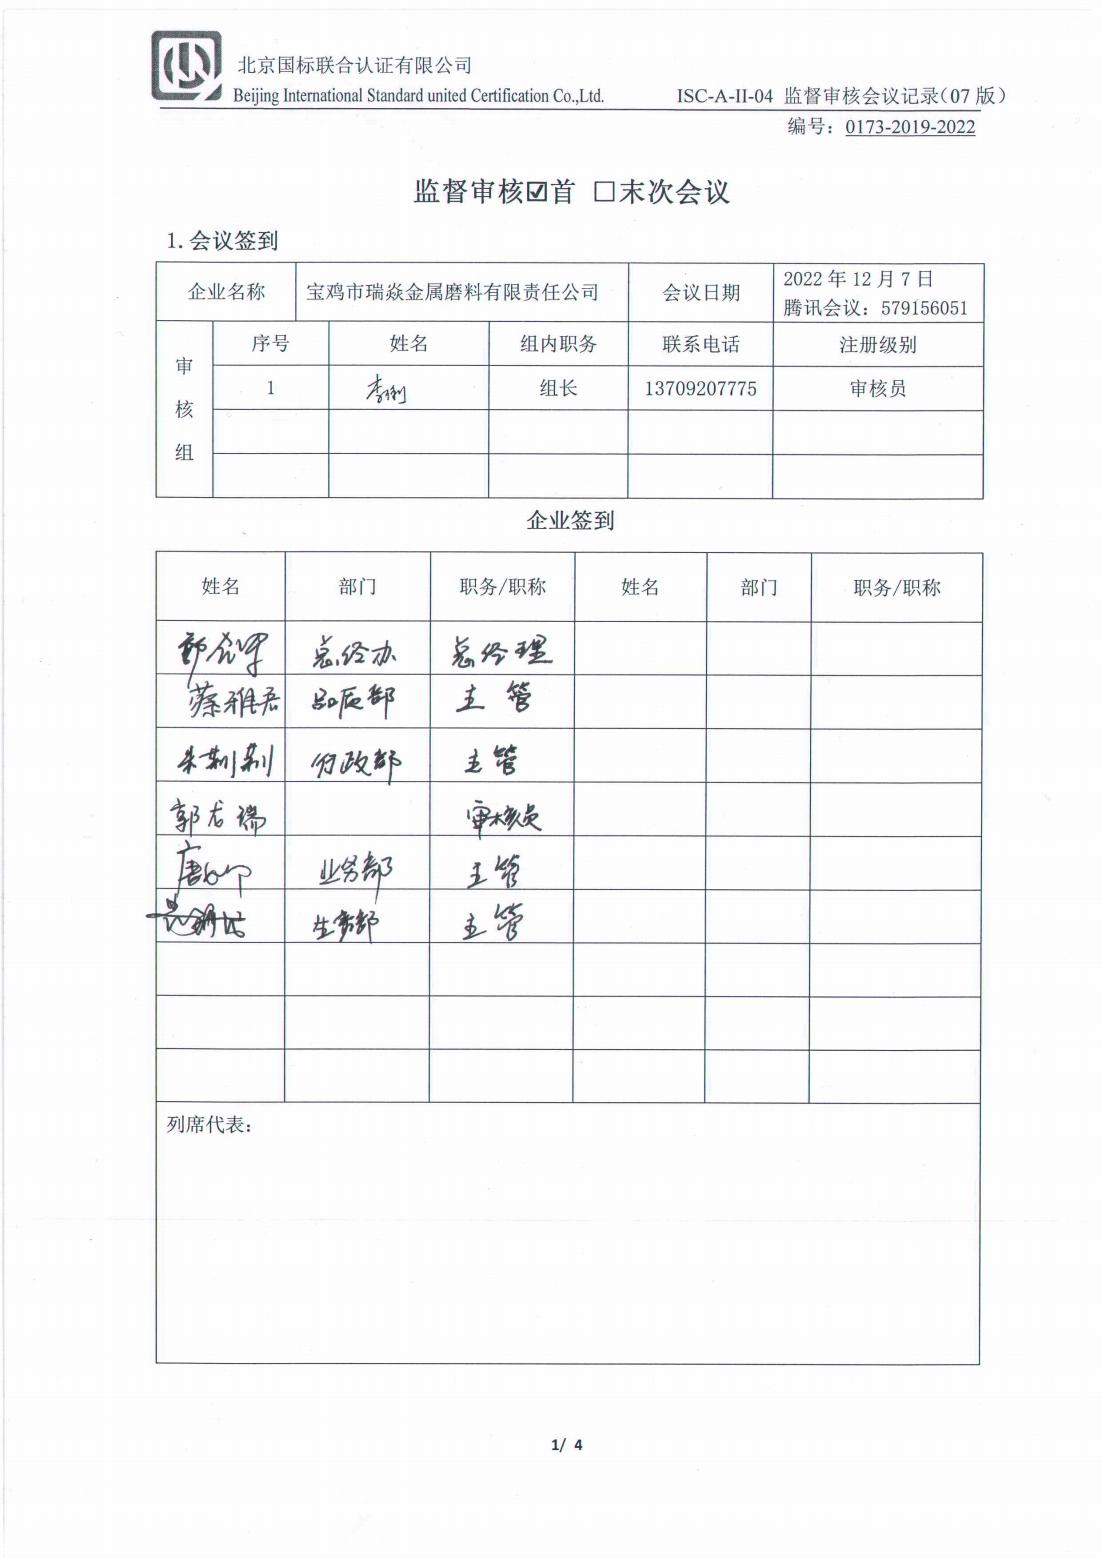 北京国标联合认证有限公司
Beijing International Standard united Certification Co.,Ltd. ISC-A-II-04 监督审核会议记录(07版)
编号: 0173-2019-2022
监督审核☑首 □末次会议
1.会议签到
企业名称 宝鸡市瑞焱金属磨料有限责任公司 会议日期 2022年12月7日
腾讯会议: 579156051
审核组 序号 姓名 组内职务 联系电话 注册级别
1 李俐 组长 13709207775 审核员
企业签到
姓名 部门 职务/职称 姓名 部门 职务/职称
总经办 总经理
蔡雅君 品质部 主管
朱荆荆 行政部 主管
郭龙瑞 审核员
业务部 主管
主管
列席代表:
1/ 4